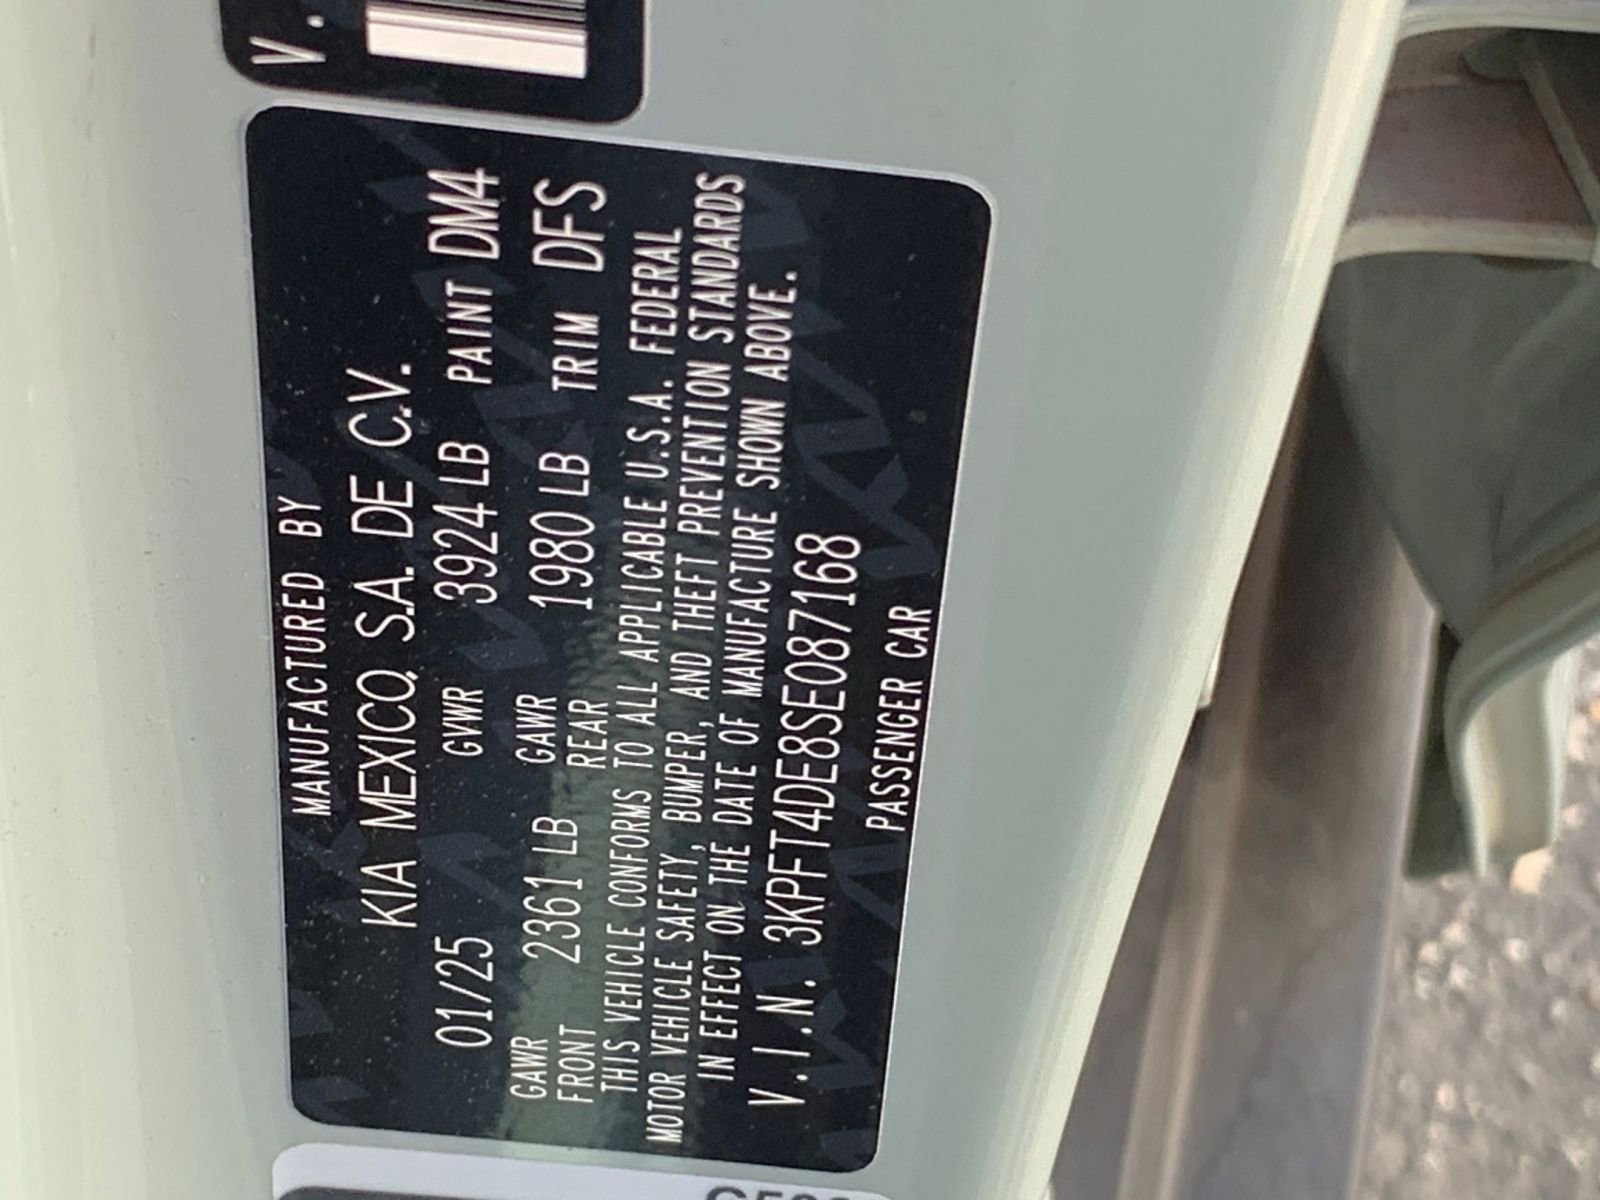 V.
MANUFACTURED BY
KIA MEXICO, S.A. DE C.V.
01/25 GVWR 3924 LB PAINT DM4
GAWR FRONT 2361 LB GAWR REAR 1980 LB TRIM DFS
THIS VEHICLE CONFORMS TO ALL APPLICABLE U.S.A. FEDERAL
MOTOR VEHICLE SAFETY, BUMPER, AND THEFT PREVENTION STANDARDS
IN EFFECT ON THE DATE OF MANUFACTURE SHOWN ABOVE.
V.I.N. 3KPFT4DE8SE087168
PASSENGER CAR